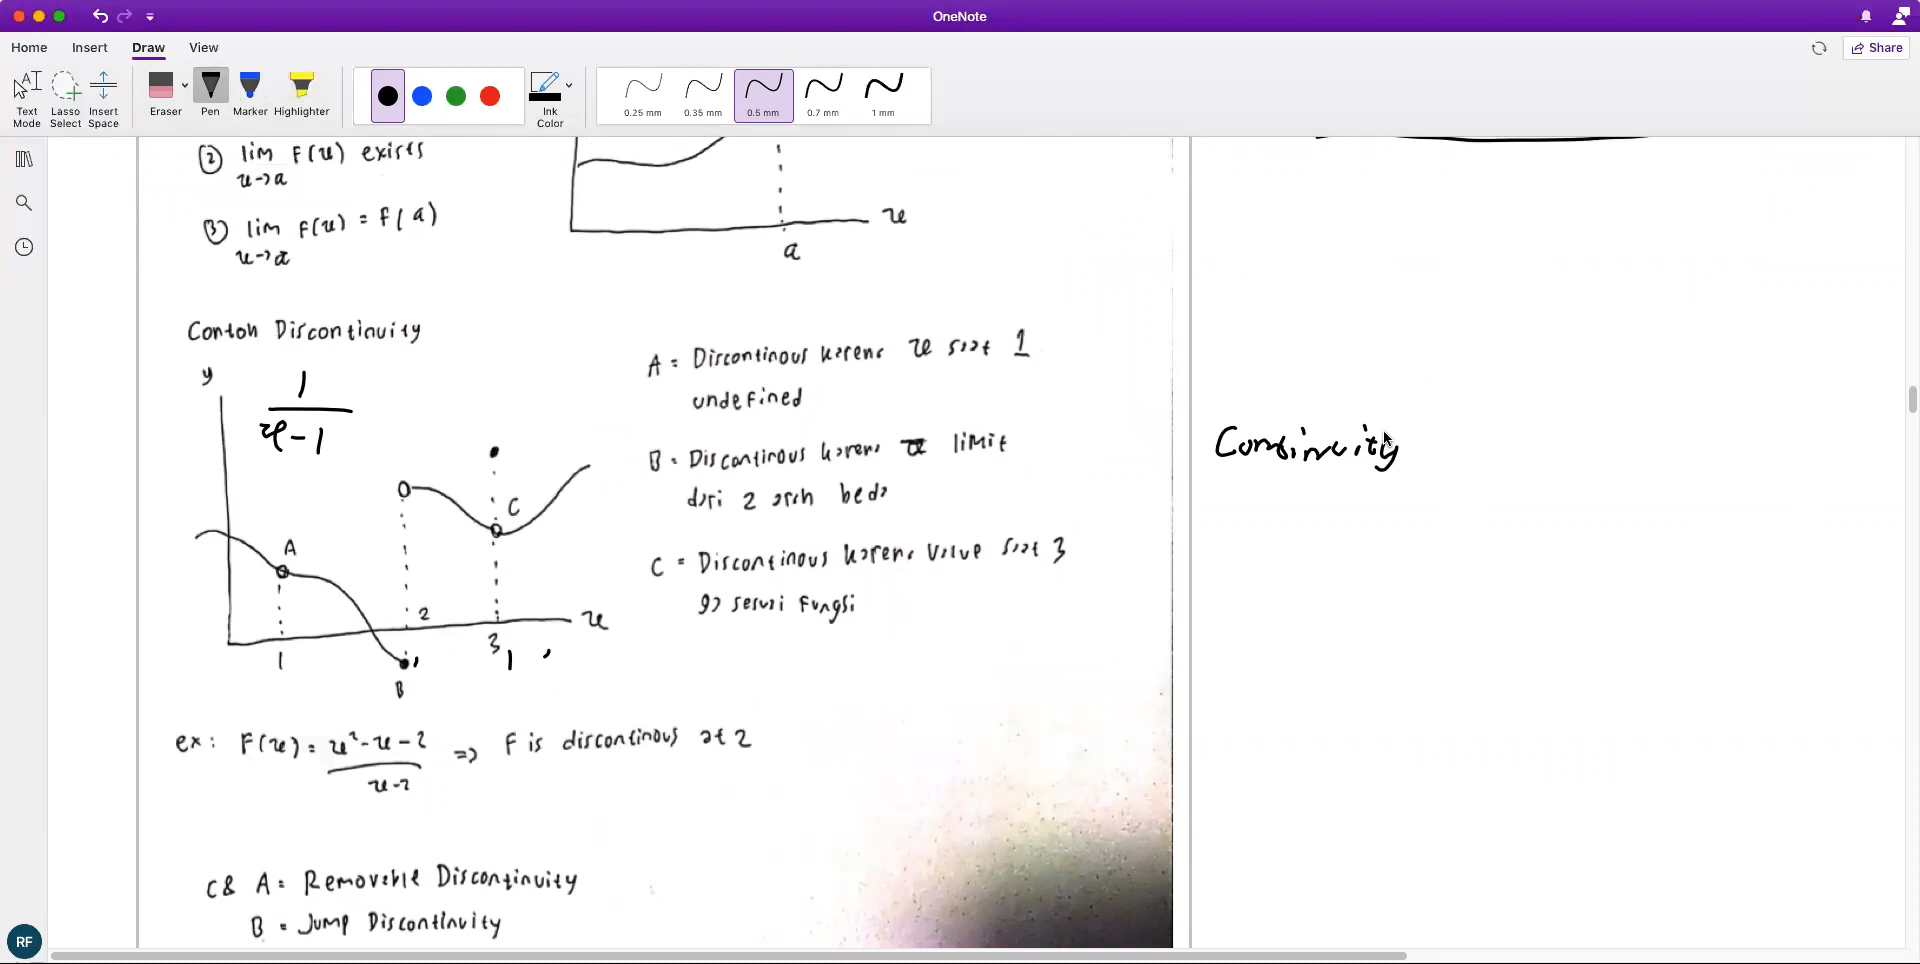 OneNote
Home Insert Draw View
Share
Text Mode
Lasso Select
Insert Space
Eraser
Pen
Marker
Highlighter
Ink Color
0.25 mm
0.35 mm
0.5 mm
0.7 mm
1 mm
② lim F(x) exists
x→a
③ lim F(x) = F(a)
x→a
x
a
Contoh Discontinuity
y
1
x-1
A
C
2
x
1
3
1
B
A = Discontinous karena x saat 1
undefined
B = Discontinous karena limit
dari 2 arah beda
C = Discontinous karena value saat 3
ga sesuai fungsi
ex: F(x) = x²-x-2 => F is discontinous at 2
x-2
C & A = Removable Discontinuity
B = Jump Discontinuity
Continuity
RF